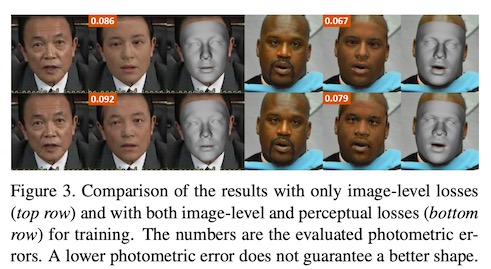 0.086
0.067
0.092
0.079
Figure 3. Comparison of the results with only image-level losses
(top row) and with both image-level and perceptual losses (bottom
row) for training. The numbers are the evaluated photometric er-
rors. A lower photometric error does not guarantee a better shape.